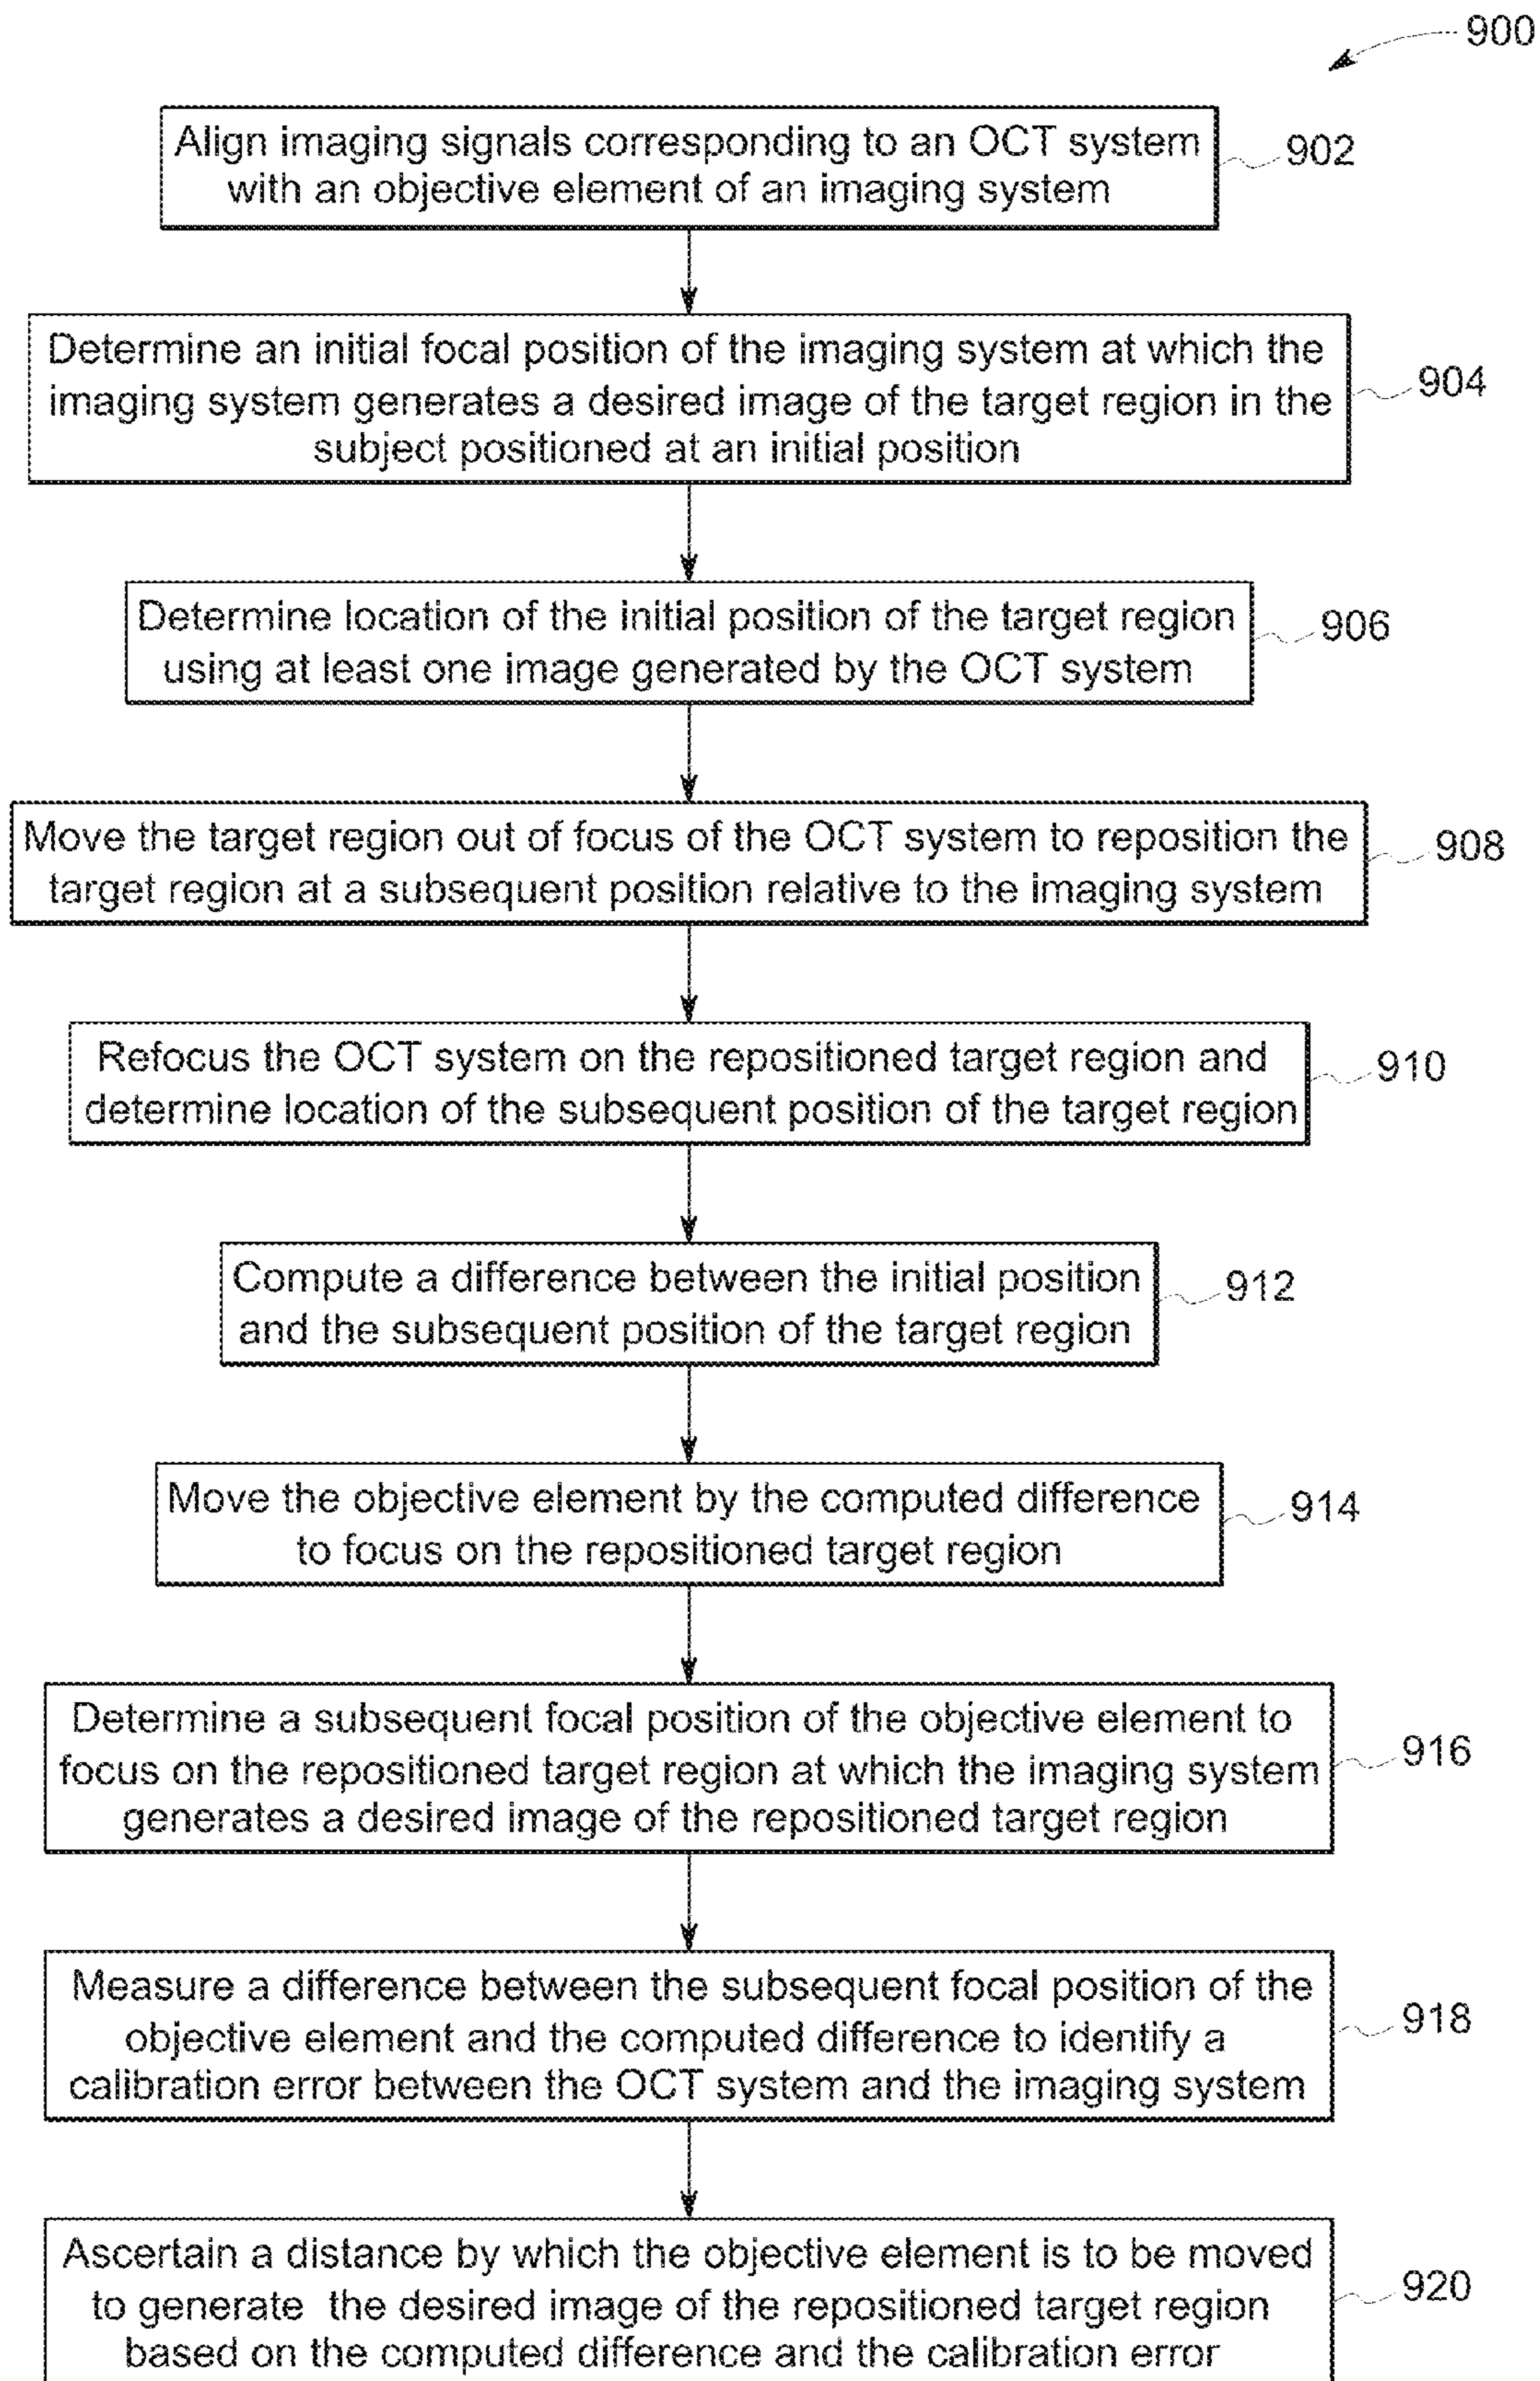 900
Align imaging signals corresponding to an OCT system
with an objective element of an imaging system
902
Determine an initial focal position of the imaging system at which the
imaging system generates a desired image of the target region in the
subject positioned at an initial position
904
Determine location of the initial position of the target region
using at least one image generated by the OCT system
906
Move the target region out of focus of the OCT system to reposition the
target region at a subsequent position relative to the imaging system
908
Refocus the OCT system on the repositioned target region and
determine location of the subsequent position of the target region
910
Compute a difference between the initial position
and the subsequent position of the target region
912
Move the objective element by the computed difference
to focus on the repositioned target region
914
Determine a subsequent focal position of the objective element to
focus on the repositioned target region at which the imaging system
generates a desired image of the repositioned target region
916
Measure a difference between the subsequent focal position of the
objective element and the computed difference to identify a
calibration error between the OCT system and the imaging system
918
Ascertain a distance by which the objective element is to be moved
to generate the desired image of the repositioned target region
based on the computed difference and the calibration error
920